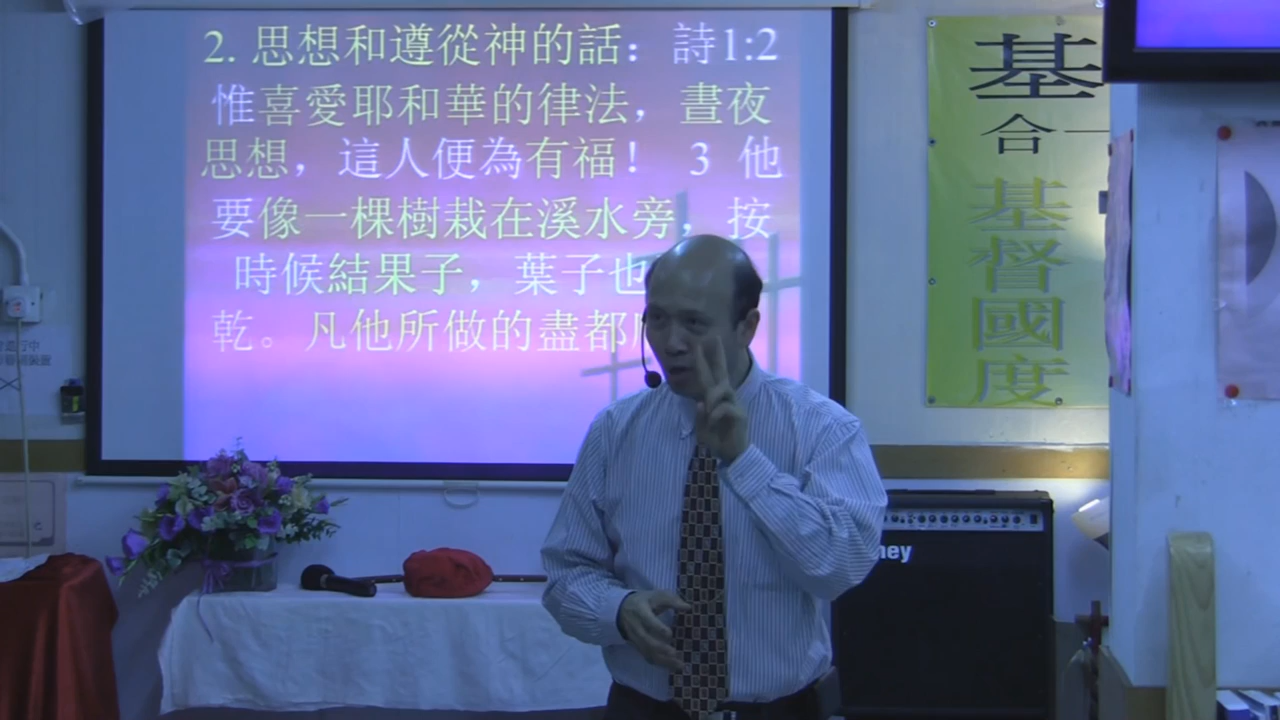 2. 思想和遵從神的話：詩1:2
惟喜愛耶和華的律法，晝夜
思想，這人便為有福！ 3 他
要像一棵樹栽在溪水旁，按
時候結果子，葉子也
乾。凡他所做的盡都
基
合一
基督國度
ney